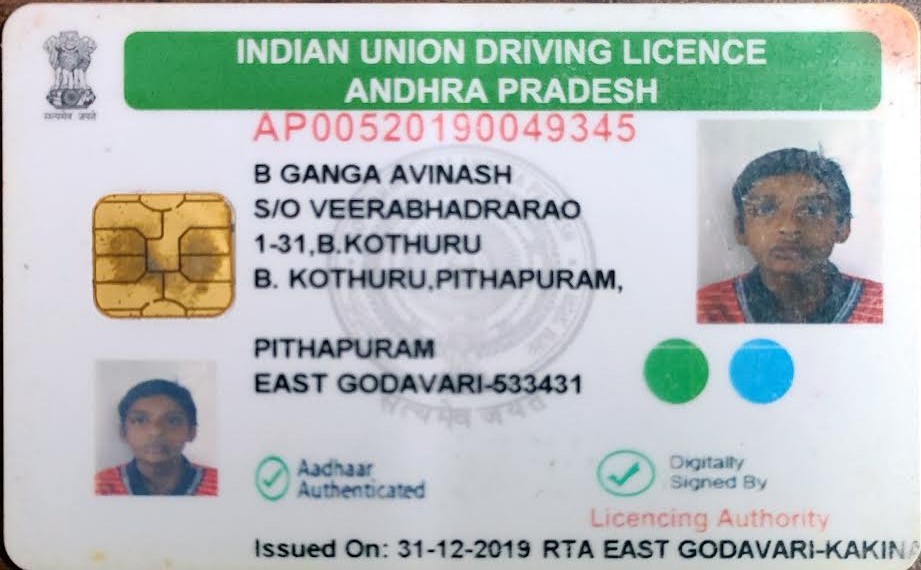 INDIAN UNION DRIVING LICENCE
ANDHRA PRADESH
AP00520190049345
B GANGA AVINASH
S/O VEERABHADRARAO
1-31,B.KOTHURU
B. KOTHURU,PITHAPURAM,
PITHAPURAM
EAST GODAVARI-533431
सत्यमेव जयते
सत्यमेव जयते
Aadhaar
Authenticated
Digitally
Signed By
Licencing Authority
Issued On: 31-12-2019 RTA EAST GODAVARI-KAKINA